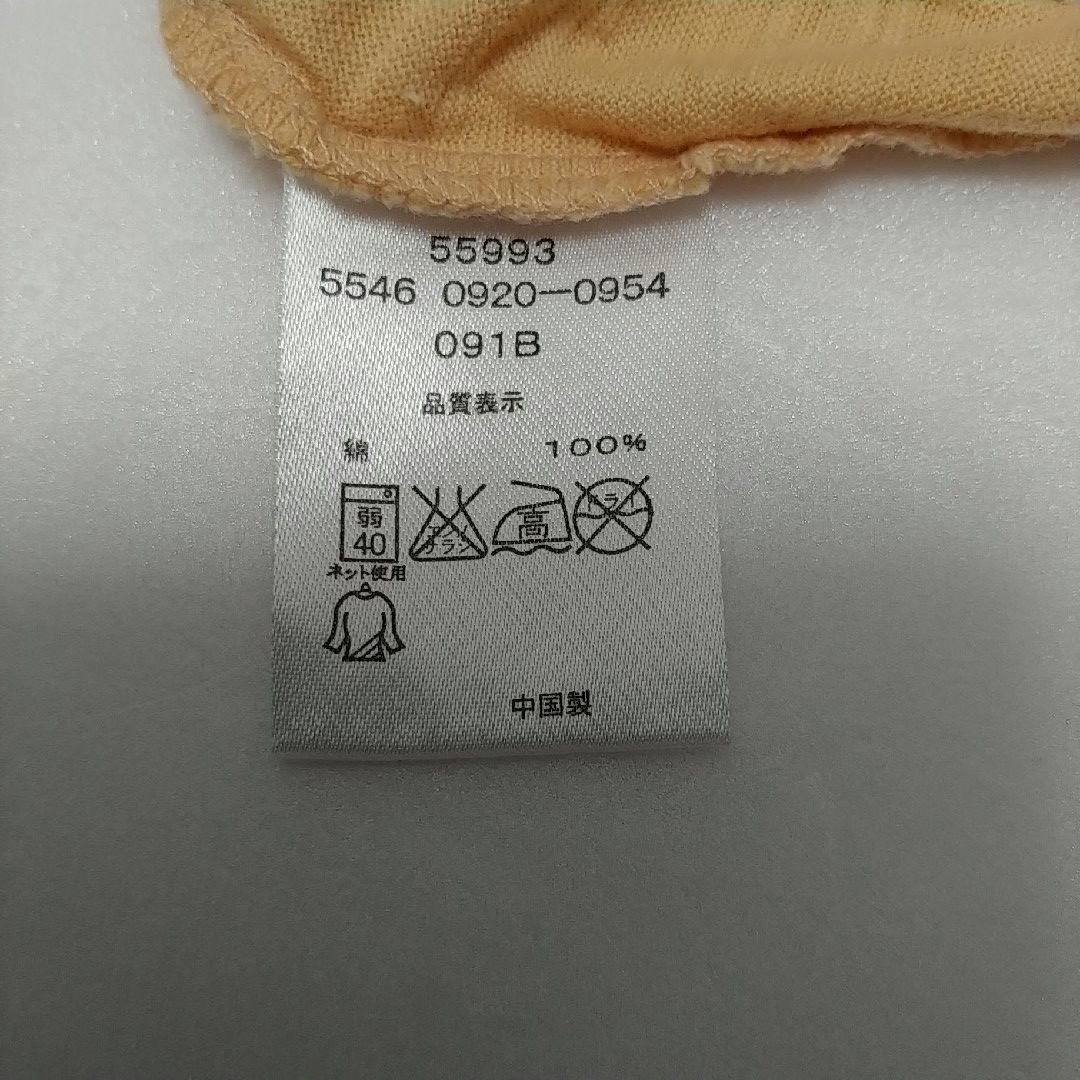 55993
5546 0920-0954
091B
品質表示
綿 100%
弱 高
40
ネット使用
中国製